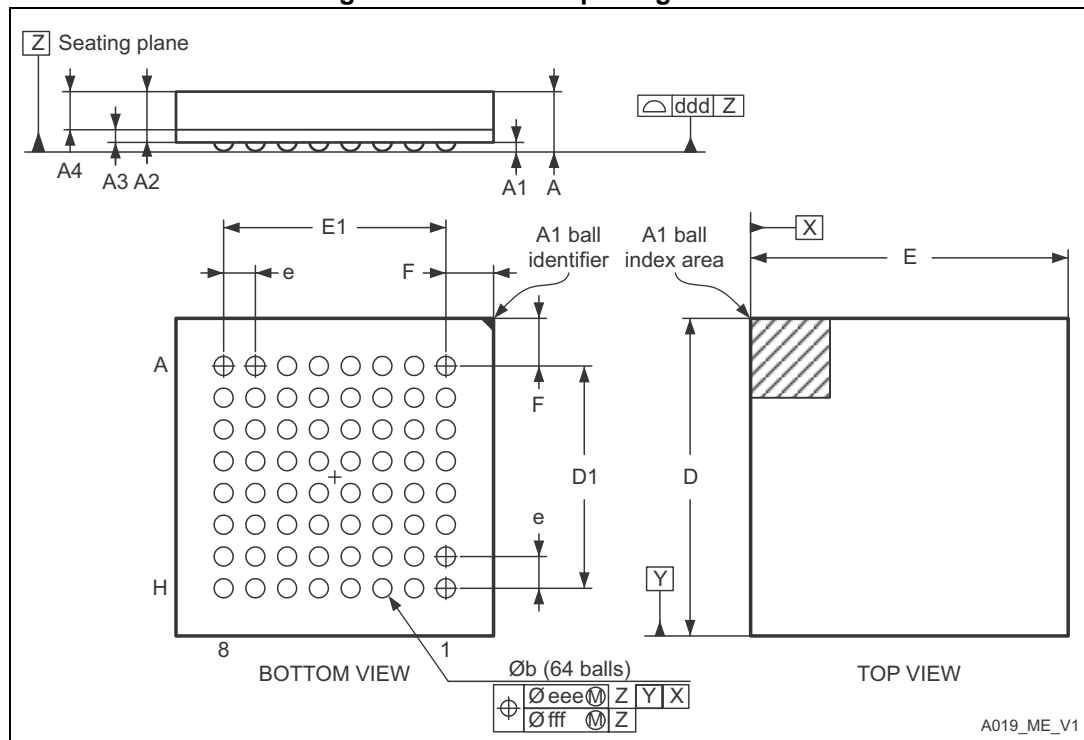 Z Seating plane
ddd Z
A4
A3 A2
A1 A
E1
e
F
A1 ball
identifier
A1 ball
index area
X
E
A
F
D1
D
e
H
Y
8
1
BOTTOM VIEW
TOP VIEW
Øb (64 balls)
Ø eee Ⓜ Z Y X
Ø fff Ⓜ Z
A019_ME_V1